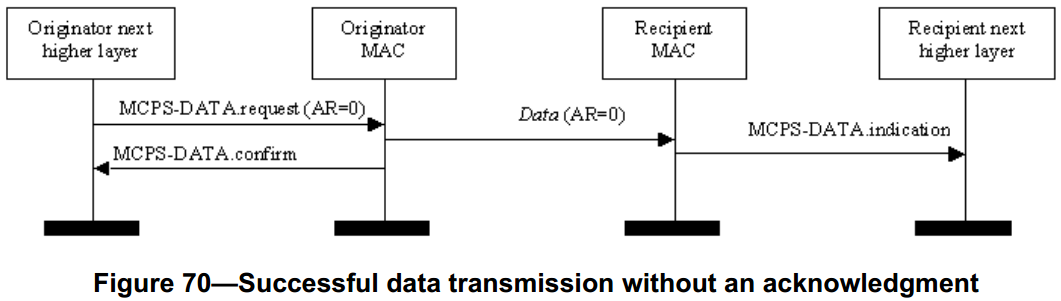 Originator next
higher layer
Originator
MAC
Recipient
MAC
Recipient next
higher layer
MCPS-DATA.request (AR=0)
Data (AR=0)
MCPS-DATA.indication
MCPS-DATA.confirm
Figure 70—Successful data transmission without an acknowledgment